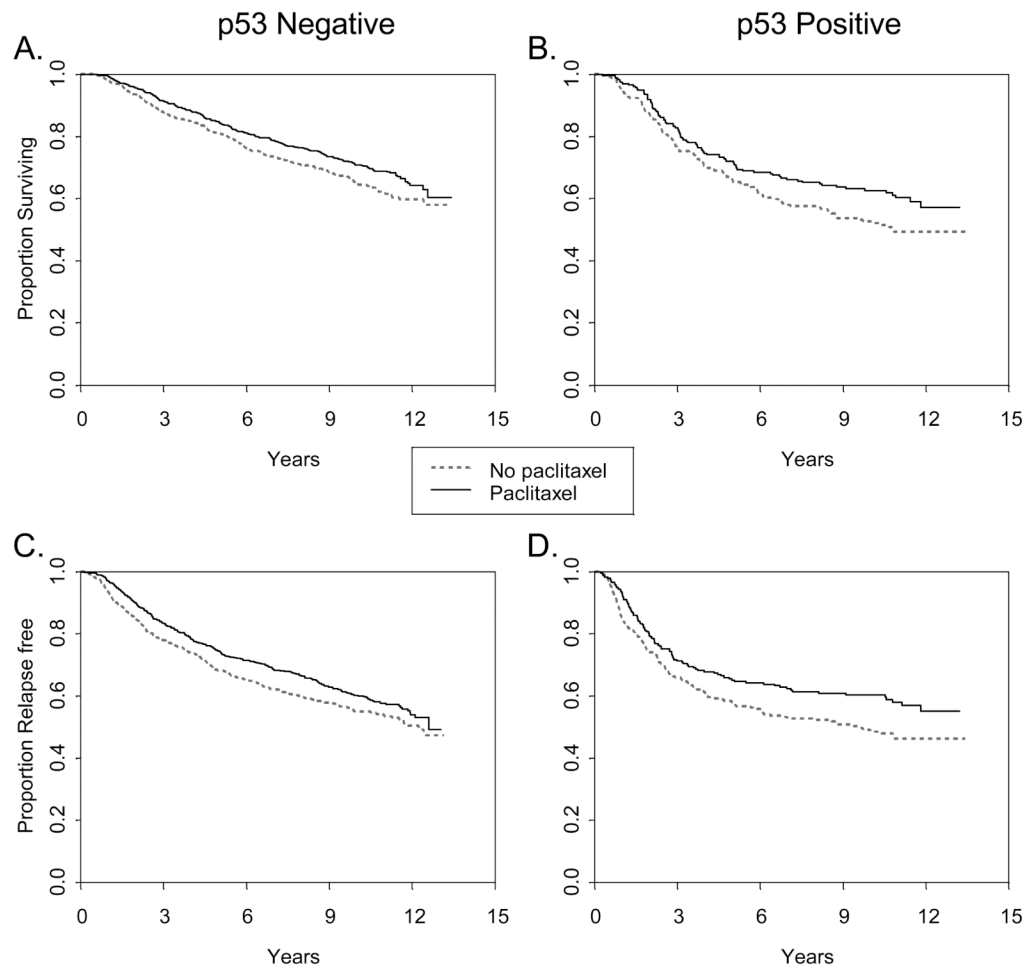 p53 Negative
p53 Positive
A.
B.
Proportion Surviving
1.0
0.8
0.6
0.4
0.2
0.0
0 3 6 9 12 15
Years
1.0
0.8
0.6
0.4
0.2
0.0
0 3 6 9 12 15
Years
No paclitaxel
Paclitaxel
C.
D.
Proportion Relapse free
1.0
0.8
0.6
0.4
0.2
0.0
0 3 6 9 12 15
Years
1.0
0.8
0.6
0.4
0.2
0.0
0 3 6 9 12 15
Years